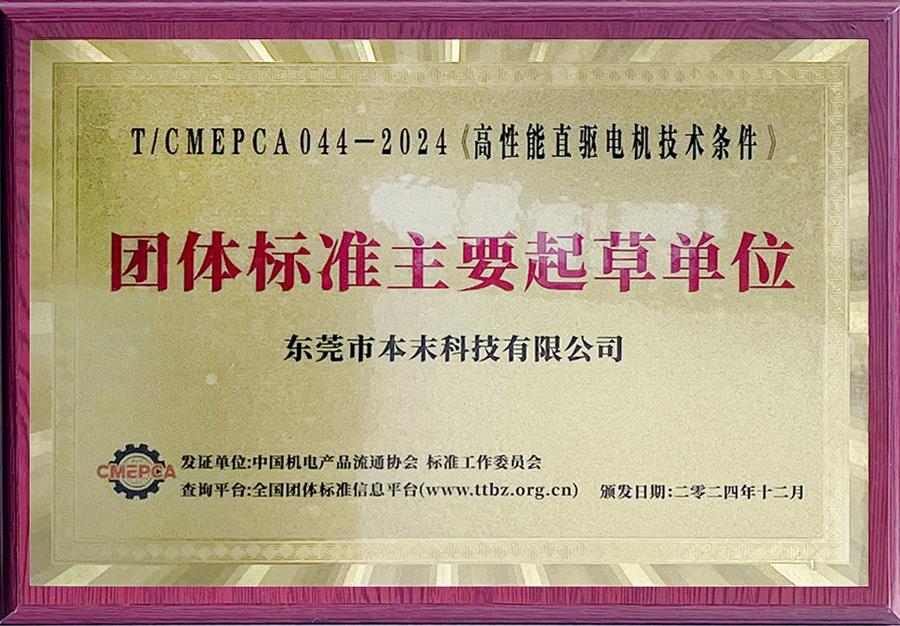 T/CMEPCA 044-2024《高性能直驱电机技术条件》
团体标准主要起草单位
东莞市本末科技有限公司
CMEPCA
发证单位:中国机电产品流通协会 标准工作委员会
查询平台:全国团体标准信息平台(www.ttbz.org.cn) 颁发日期:二零二四年十二月